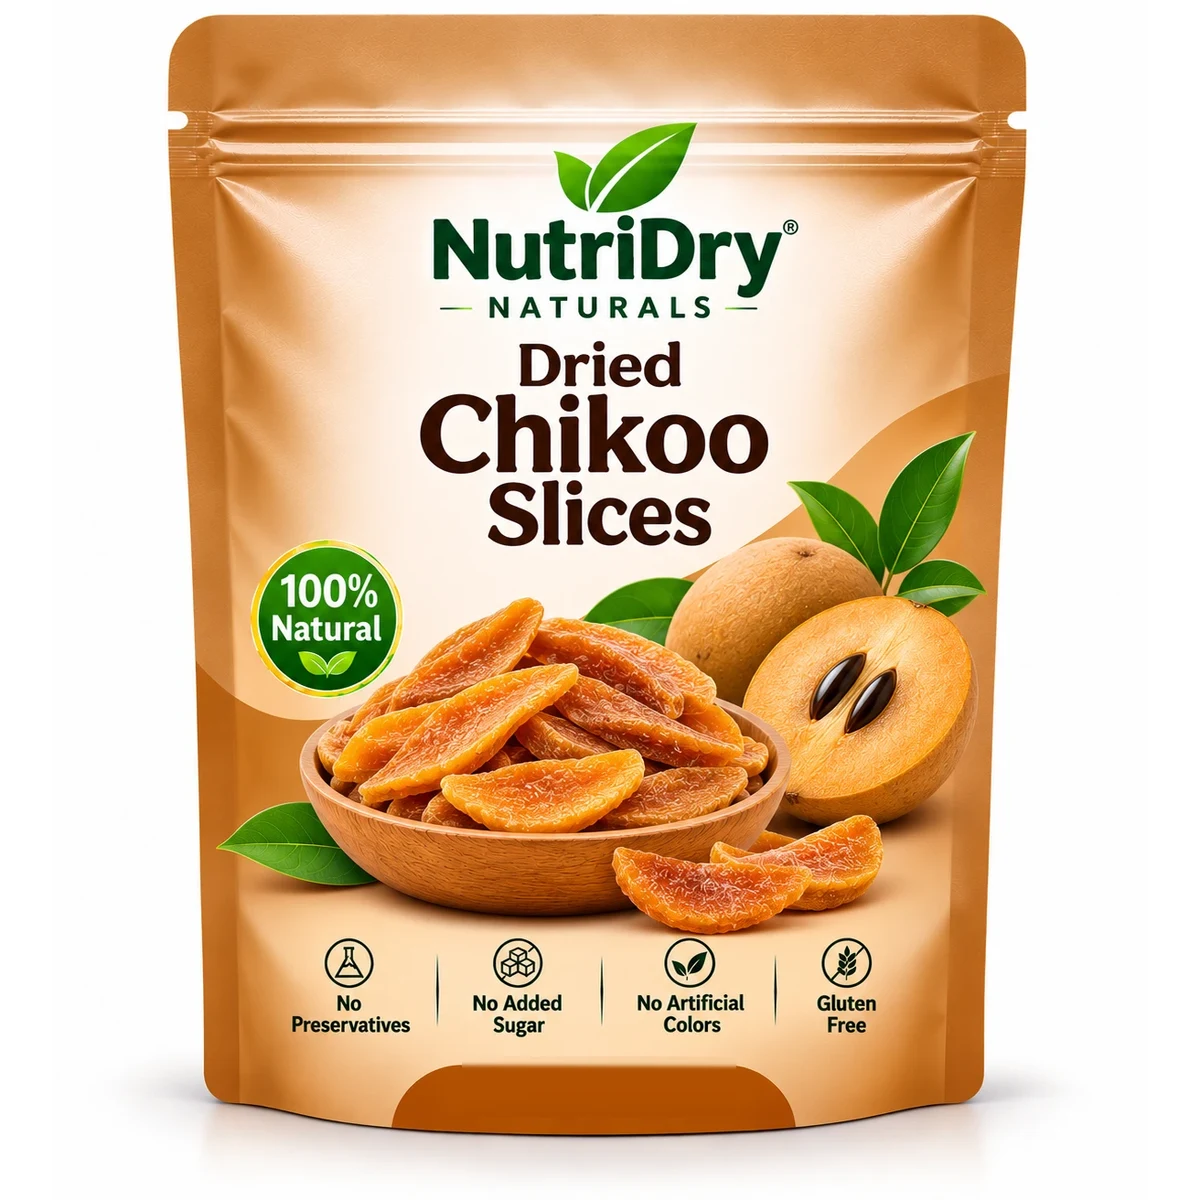 NutriDry®
NATURALS
Dried
Chikoo
Slices
100%
Natural
No
Preservatives
No Added
Sugar
No Artificial
Colors
Gluten
Free